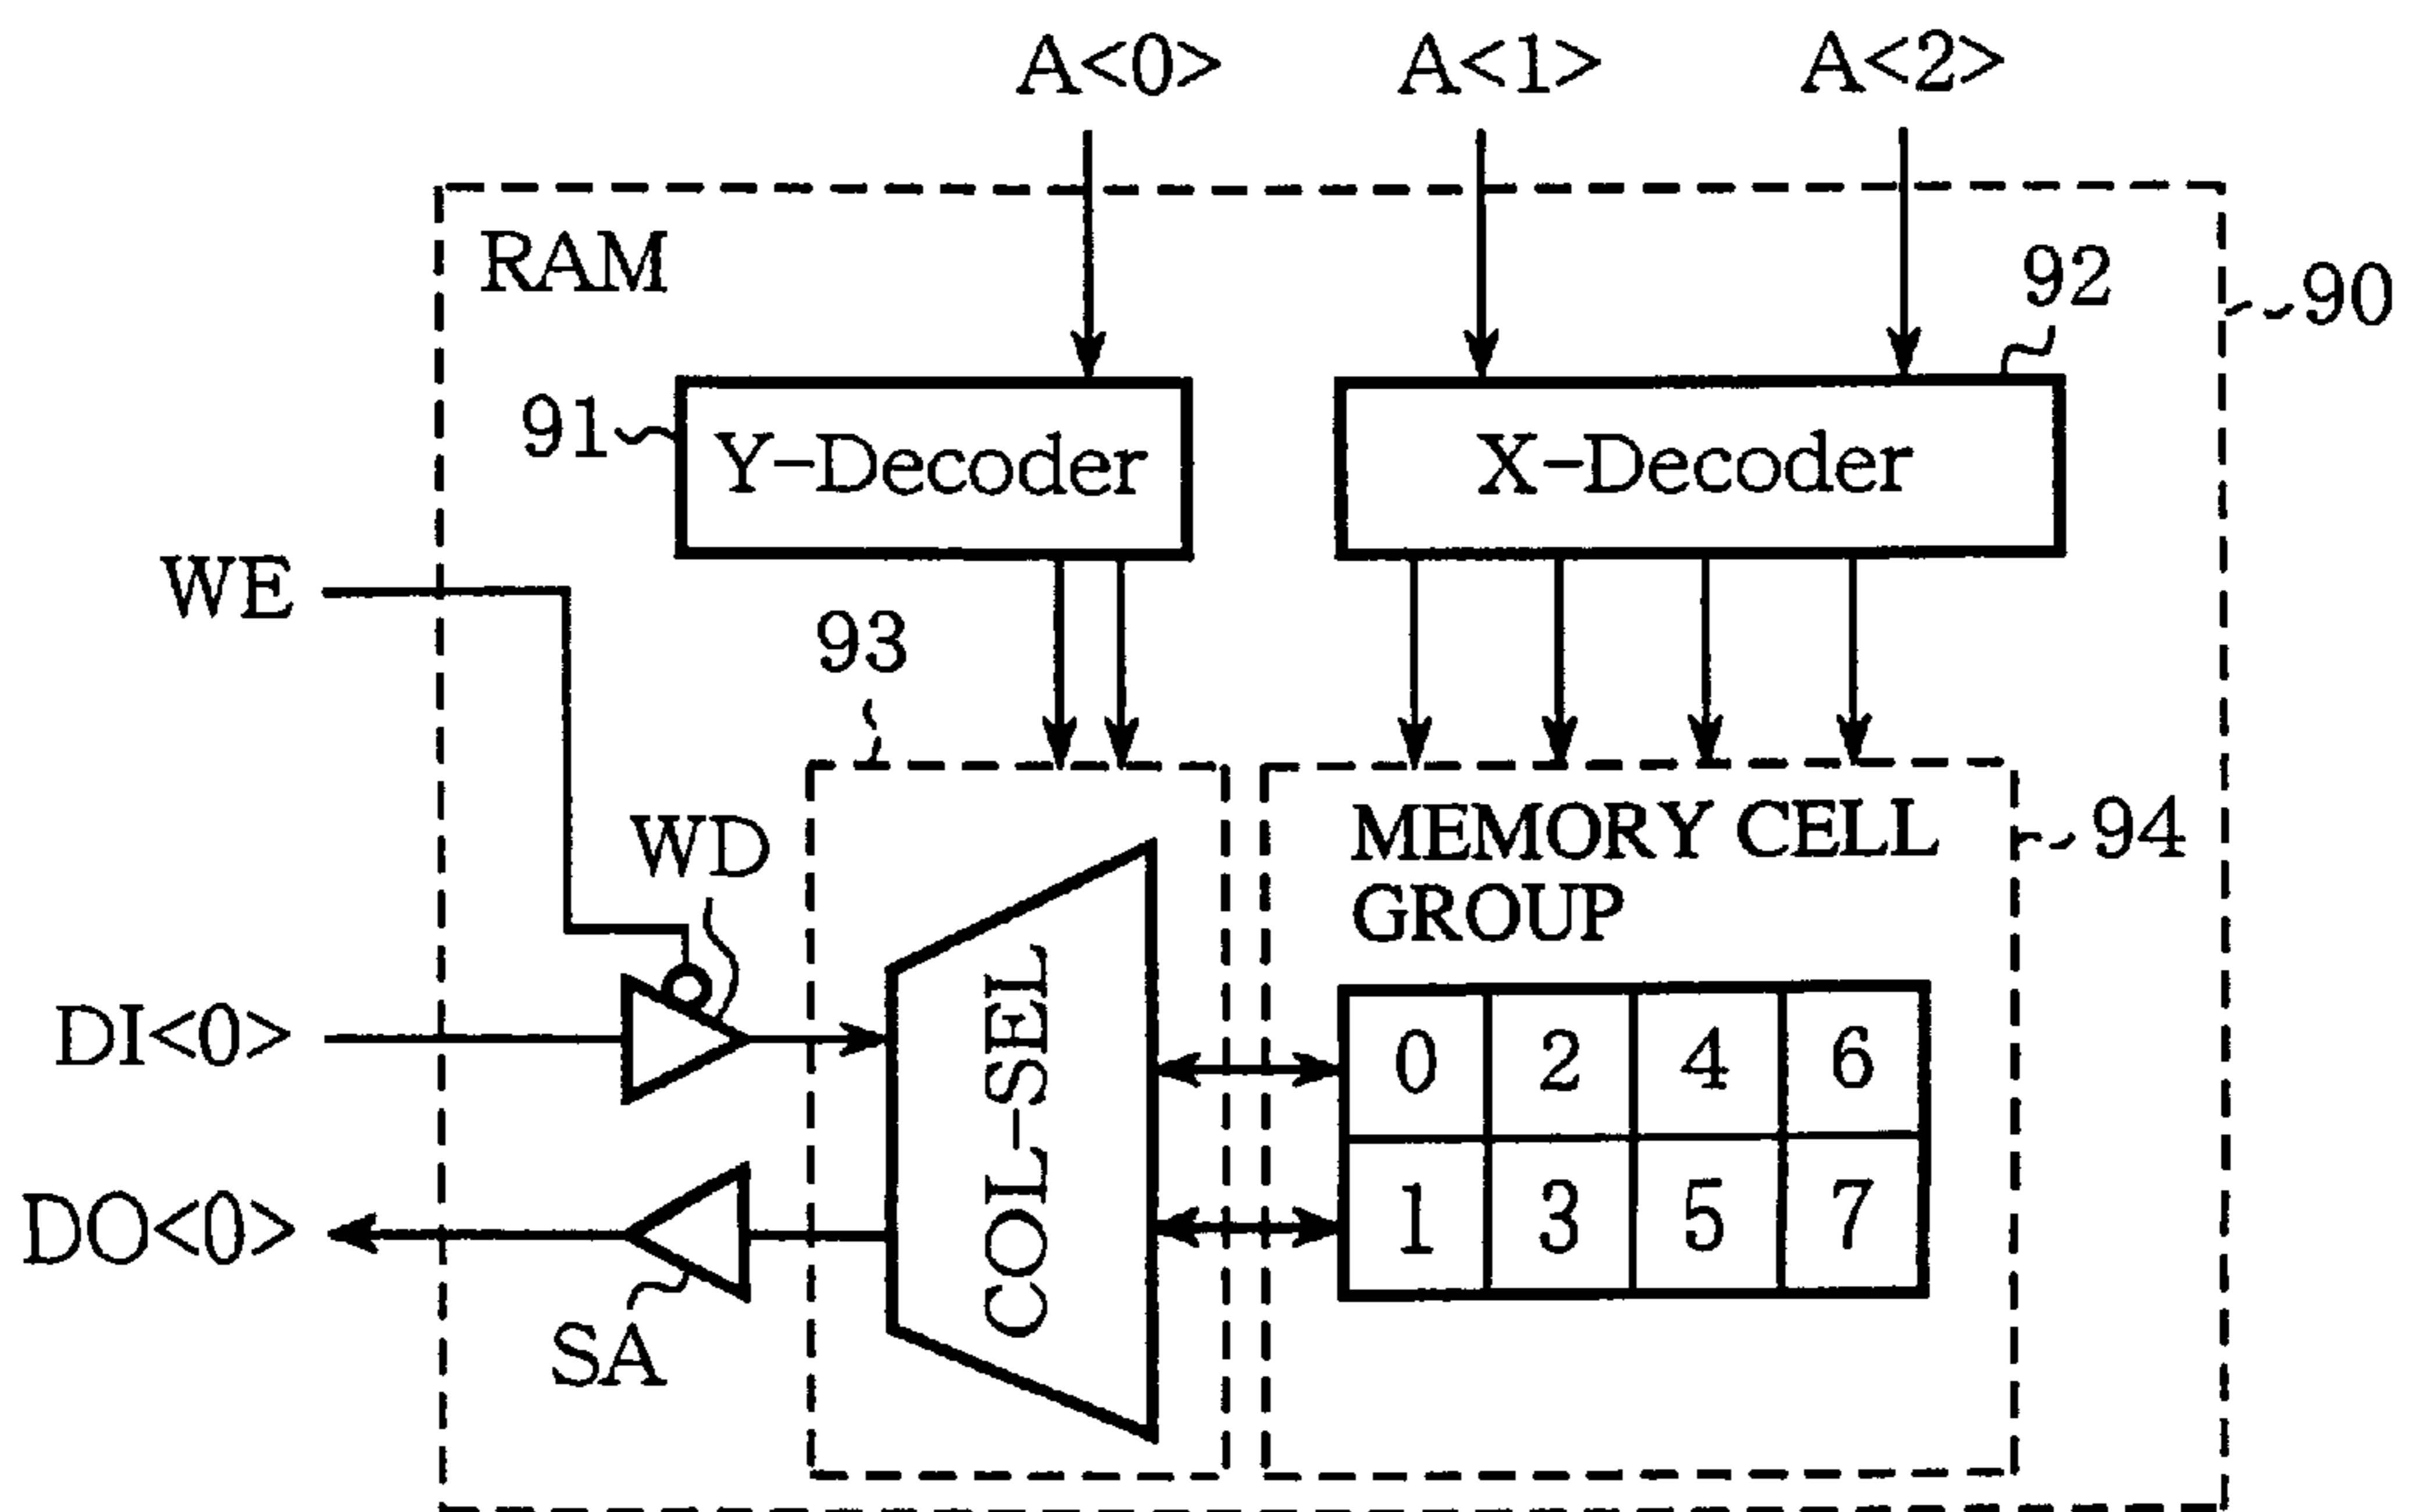 A<0> A<1> A<2>
RAM
92
90
91
Y-Decoder
X-Decoder
WE
93
WD
MEMORY CELL
GROUP
94
DI<0>
COL-SEL
0 2 4 6
1 3 5 7
DO<0>
SA